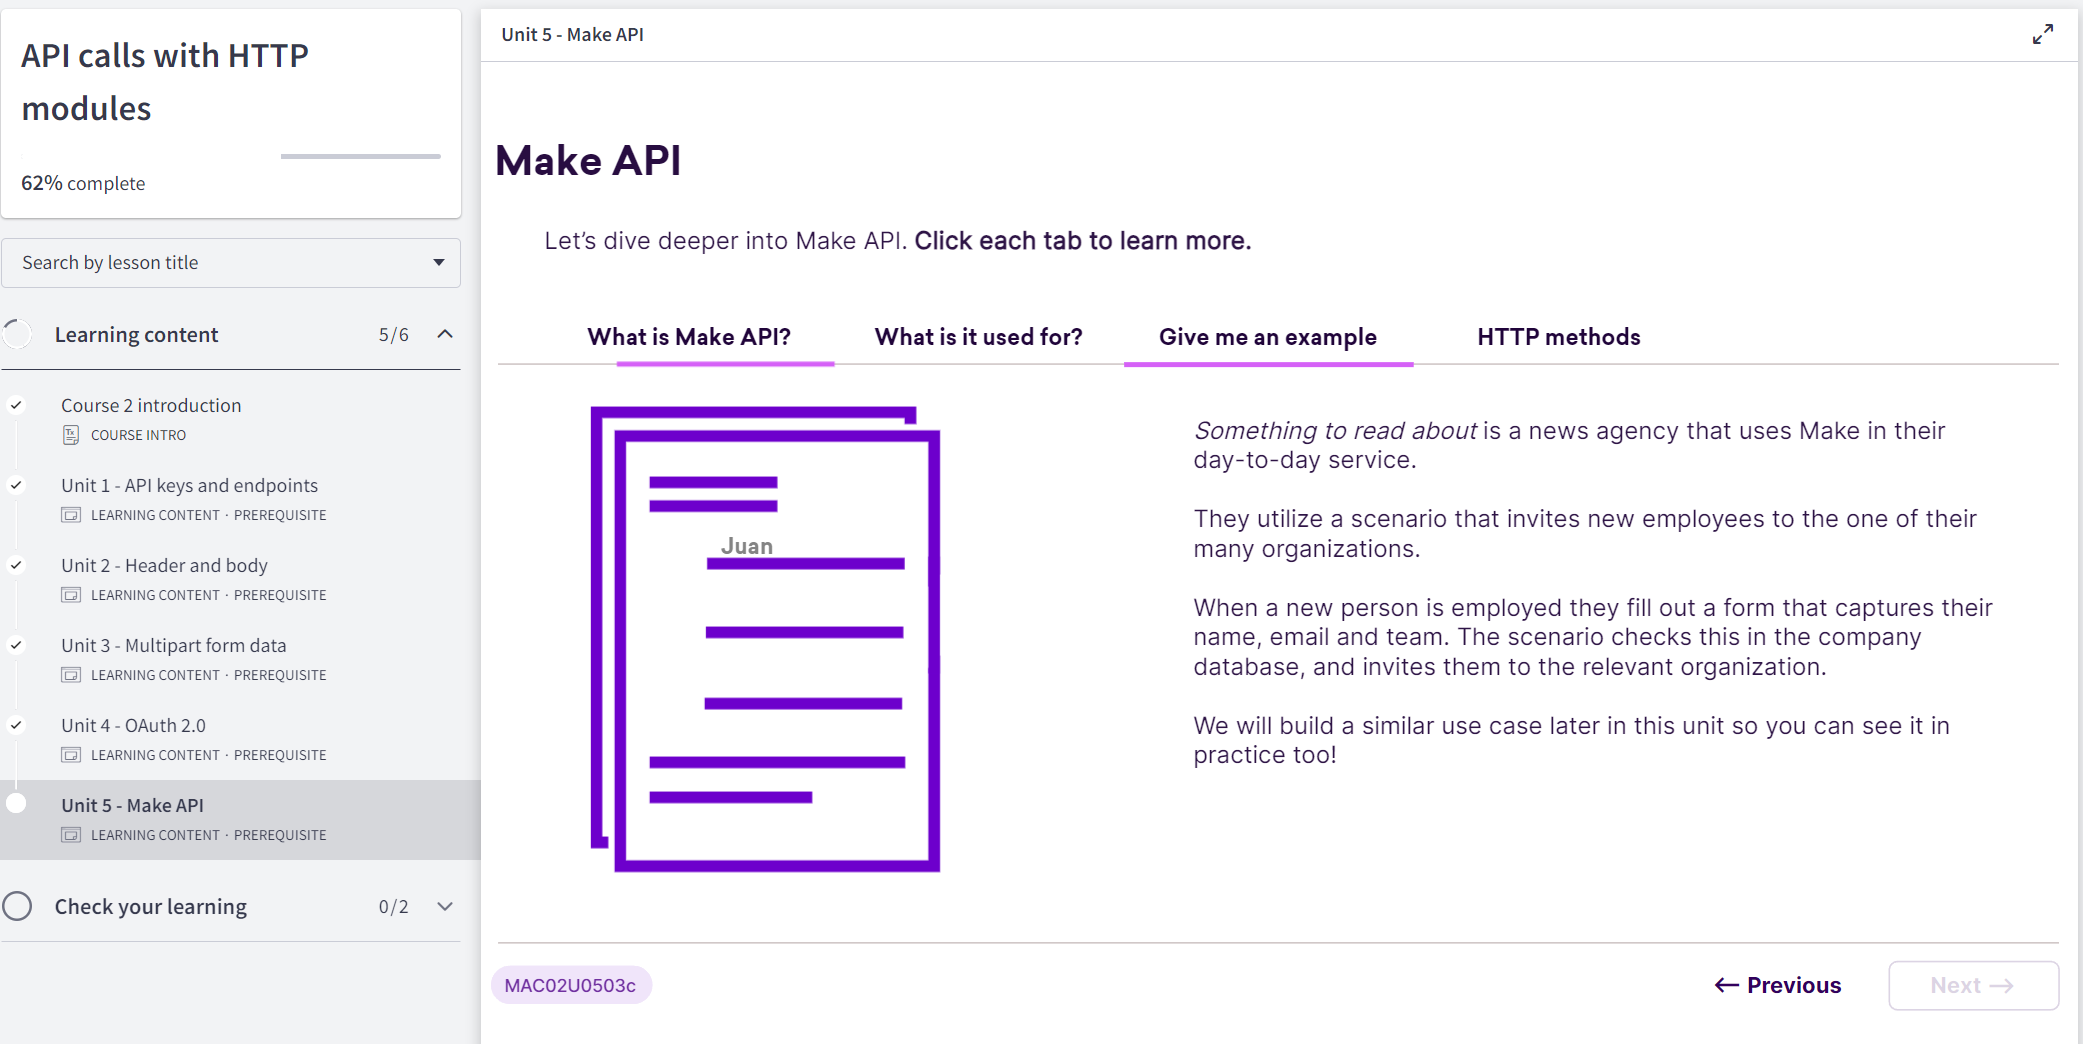 API calls with HTTP
modules
62% complete
Search by lesson title
Learning content 5/6
Course 2 introduction
COURSE INTRO
Unit 1 - API keys and endpoints
LEARNING CONTENT · PREREQUISITE
Unit 2 - Header and body
LEARNING CONTENT · PREREQUISITE
Unit 3 - Multipart form data
LEARNING CONTENT · PREREQUISITE
Unit 4 - OAuth 2.0
LEARNING CONTENT · PREREQUISITE
Unit 5 - Make API
LEARNING CONTENT · PREREQUISITE
Check your learning 0/2
Unit 5 - Make API
Make API
Let's dive deeper into Make API. Click each tab to learn more.
What is Make API? What is it used for? Give me an example HTTP methods
Juan
Something to read about is a news agency that uses Make in their
day-to-day service.
They utilize a scenario that invites new employees to the one of their
many organizations.
When a new person is employed they fill out a form that captures their
name, email and team. The scenario checks this in the company
database, and invites them to the relevant organization.
We will build a similar use case later in this unit so you can see it in
practice too!
MAC02U0503c
← Previous Next →